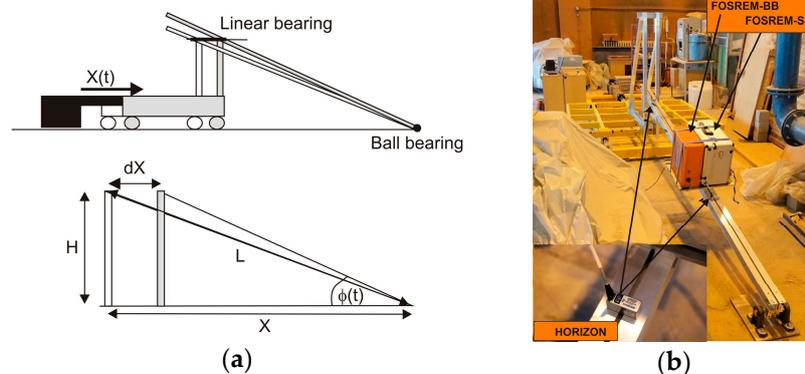 Linear bearing
X(t)
Ball bearing
dX
H
L
ϕ(t)
X
(a)
FOSREM-BB
FOSREM-S
HORIZON
(b)